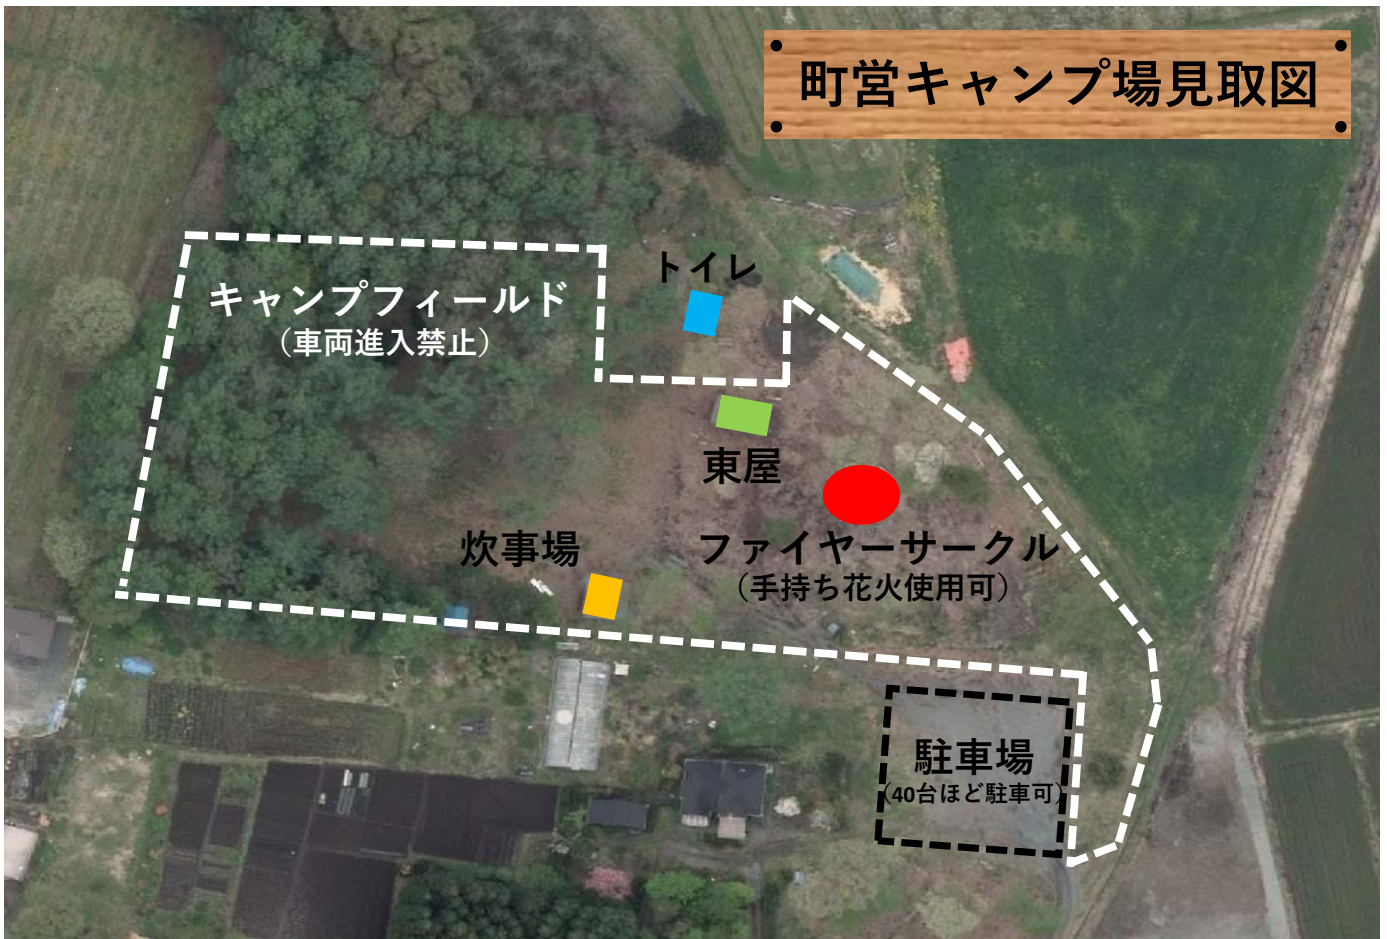 町営キャンプ場見取図
トイレ
キャンプフィールド
（車両進入禁止）
東屋
炊事場
ファイヤーサークル
（手持ち花火使用可）
駐車場
（40台ほど駐車可）